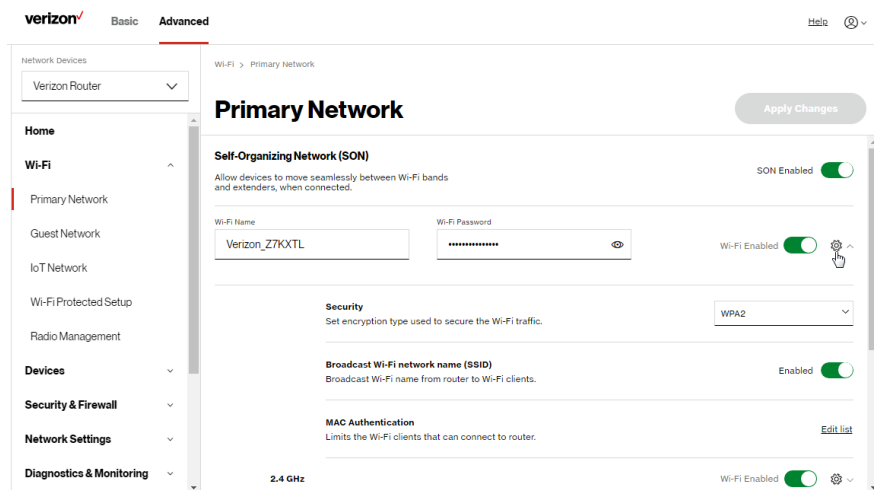 verizon
Basic
Advanced
Help
Network Devices
Verizon Router
Home
Wi-Fi
Primary Network
Guest Network
IoT Network
Wi-Fi Protected Setup
Radio Management
Devices
Security & Firewall
Network Settings
Diagnostics & Monitoring
Wi-Fi > Primary Network
Primary Network
Apply Changes
Self-Organizing Network (SON)
Allow devices to move seamlessly between Wi-Fi bands
and extenders, when connected.
SON Enabled
Wi-Fi Name
Verizon_Z7KXTL
Wi-Fi Password
•••••••••••••••
Wi-Fi Enabled
Security
Set encryption type used to secure the Wi-Fi traffic.
WPA2
Broadcast Wi-Fi network name (SSID)
Broadcast Wi-Fi name from router to Wi-Fi clients.
Enabled
MAC Authentication
Limits the Wi-Fi clients that can connect to router.
Edit list
2.4 GHz
Wi-Fi Enabled